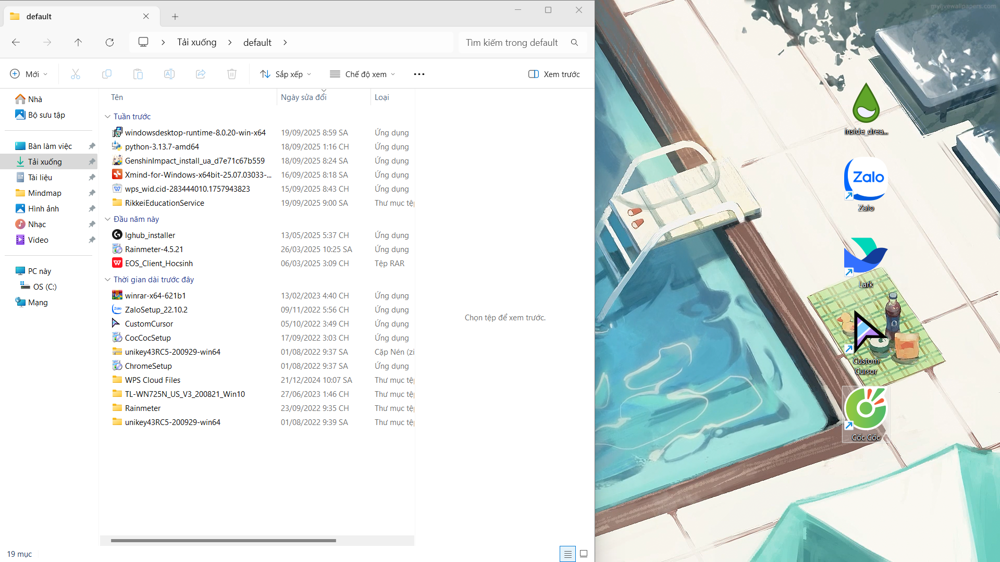 default
Tải xuống
default
Tìm kiếm trong default
Mới
Sắp xếp
Chế độ xem
Xem trước
Nhà
Bộ sưu tập
Bàn làm việc
Tải xuống
Tài liệu
Mindmap
Hình ảnh
Nhạc
Video
PC này
OS (C:)
Mạng
Tên Ngày sửa đổi Loại
Tuần trước
windowsdesktop-runtime-8.0.20-win-x64 19/09/2025 8:59 SA Ứng dụng
python-3.13.7-amd64 18/09/2025 1:16 CH Ứng dụng
GenshinImpact_install_ua_d7e71c67b559 18/09/2025 8:24 SA Ứng dụng
Xmind-for-Windows-x64bit-25.07.03033-... 16/09/2025 8:18 SA Ứng dụng
wps_wid.cid-283444010.1757943823 15/09/2025 8:43 CH Ứng dụng
RikkeiEducationService 19/09/2025 9:00 SA Thư mục tệ
Đầu năm này
lghub_installer 13/05/2025 5:37 CH Ứng dụng
Rainmeter-4.5.21 26/03/2025 10:25 SA Ứng dụng
EOS_Client_Hocsinh 06/03/2025 3:09 CH Tệp RAR
Thời gian dài trước đây
winrar-x64-621b1 13/02/2023 4:40 CH Ứng dụng
ZaloSetup_22.10.2 09/11/2022 5:56 CH Ứng dụng
CustomCursor 05/10/2022 3:49 CH Ứng dụng
CocCocSetup 17/09/2022 3:03 CH Ứng dụng
unikey43RC5-200929-win64 01/08/2022 9:37 SA Cặp Nén (zi
ChromeSetup 01/08/2022 9:37 SA Ứng dụng
WPS Cloud Files 21/12/2024 10:07 SA Thư mục tệ
TL-WN725N_US_V3_200821_Win10 27/06/2023 1:46 CH Thư mục tệ
Rainmeter 23/09/2022 9:35 CH Thư mục tệ
unikey43RC5-200929-win64 01/08/2022 9:39 SA Thư mục tệ
Chọn tệp để xem trước.
19 mục
mylivewallpapers.com
inside_drea...
Zalo
Zalo
Lark
Custom
Cursor
Cốc Cốc